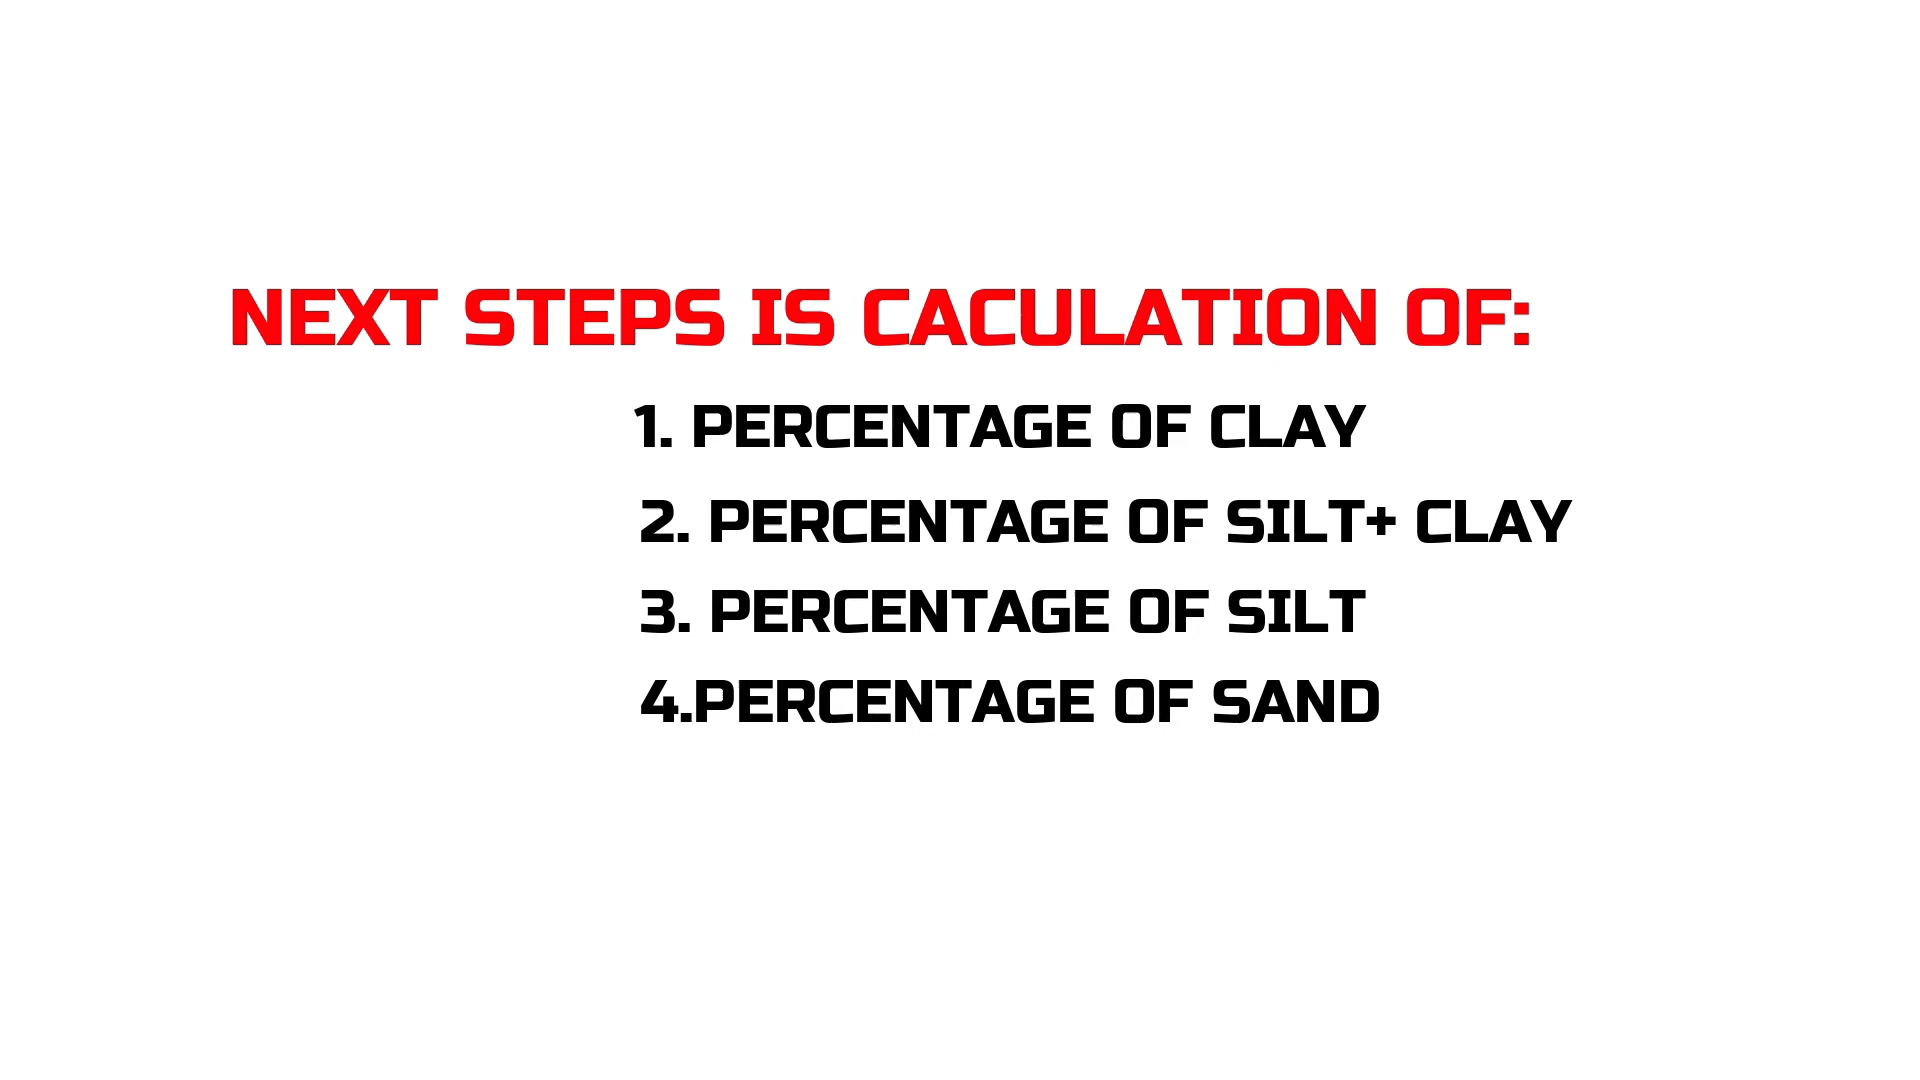 NEXT STEPS IS CACULATION OF:
1. PERCENTAGE OF CLAY
2. PERCENTAGE OF SILT+ CLAY
3. PERCENTAGE OF SILT
4.PERCENTAGE OF SAND